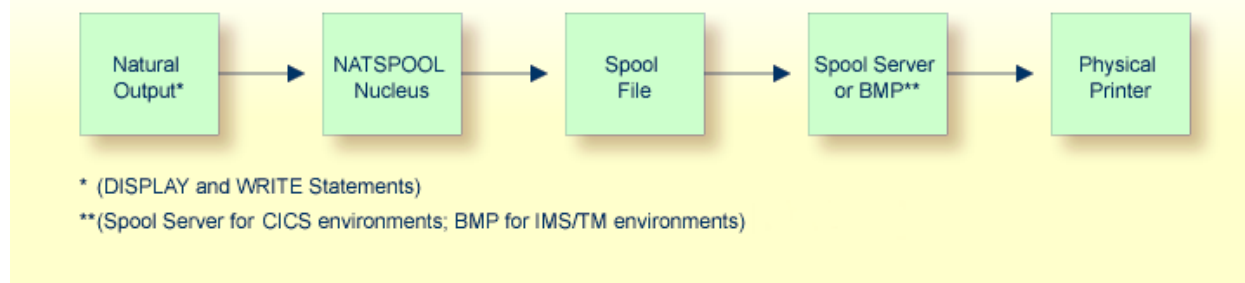 Natural
Output*
NATSPOOL
Nucleus
Spool
File
Spool Server
or BMP**
Physical
Printer
* (DISPLAY and WRITE Statements)
**(Spool Server for CICS environments; BMP for IMS/TM environments)